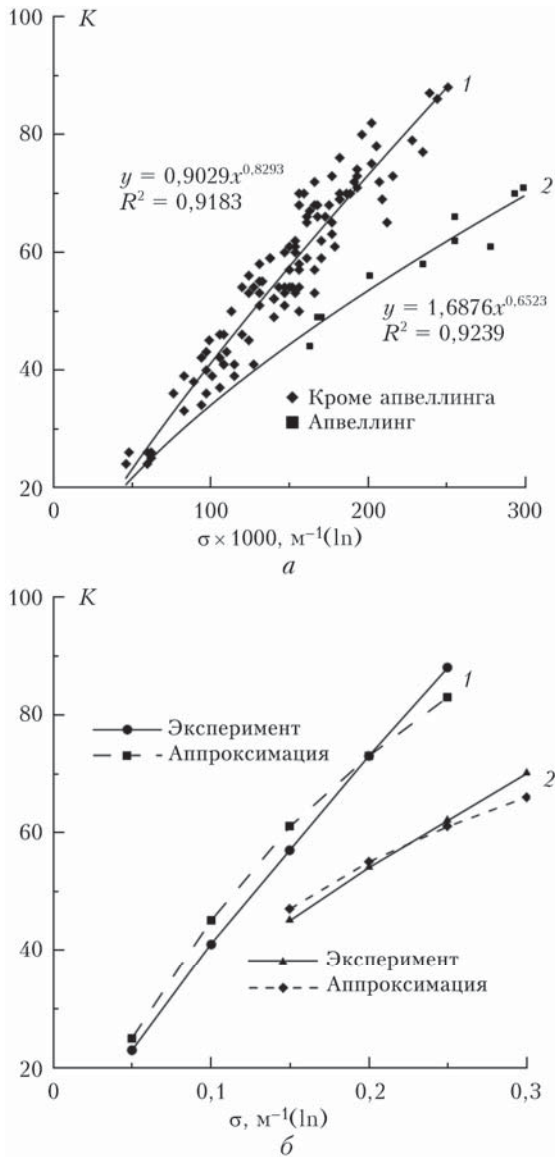 100
K
1
80
y = 0,9029x^0,8293
R² = 0,9183
2
60
y = 1,6876x^0,6523
R² = 0,9239
40
Кроме апвеллинга
Апвеллинг
20
0
100
200
300
σ × 1000, м⁻¹(ln)
а
100
K
1
Эксперимент
80
Аппроксимация
2
60
Эксперимент
40
Аппроксимация
20
0
0,1
0,2
0,3
σ, м⁻¹(ln)
б